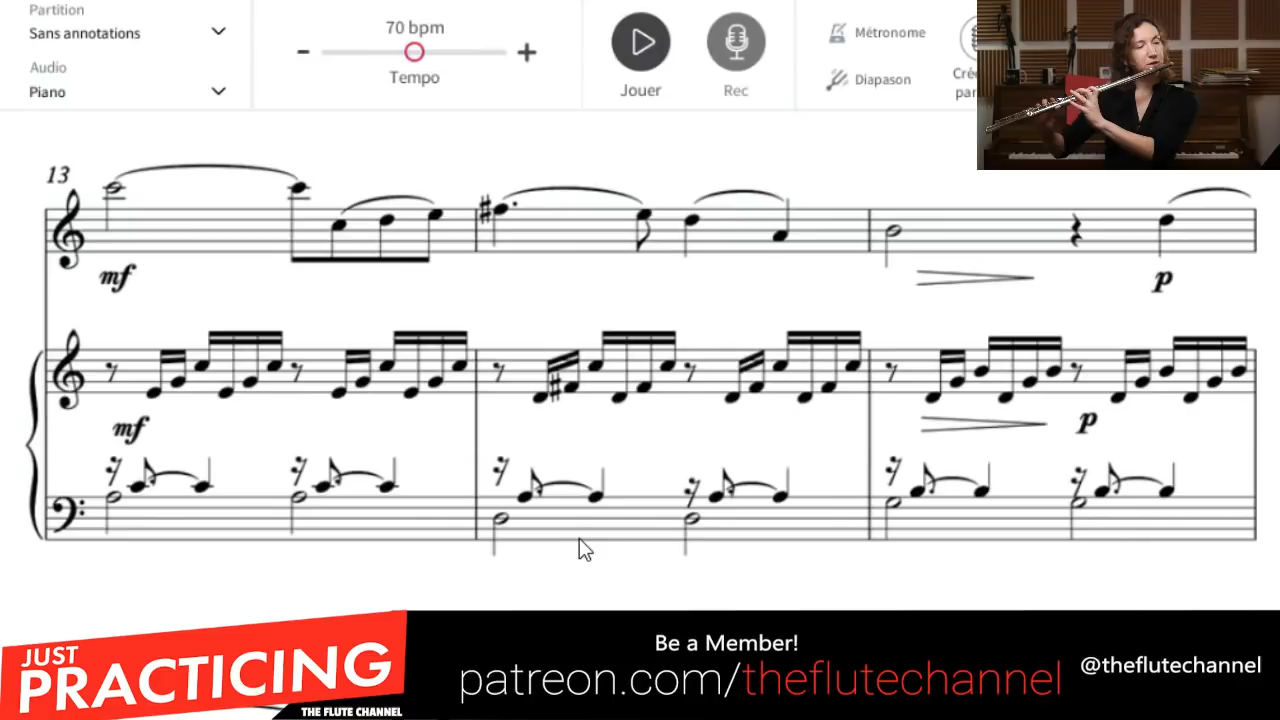 Partition
Sans annotations
Audio
Piano
70 bpm
Tempo
Jouer
Rec
Métronome
Diapason
13
mf
p
mf
p
JUST
PRACTICING
THE FLUTE CHANNEL
Be a Member!
patreon.com/theflutechannel
@theflutechannel